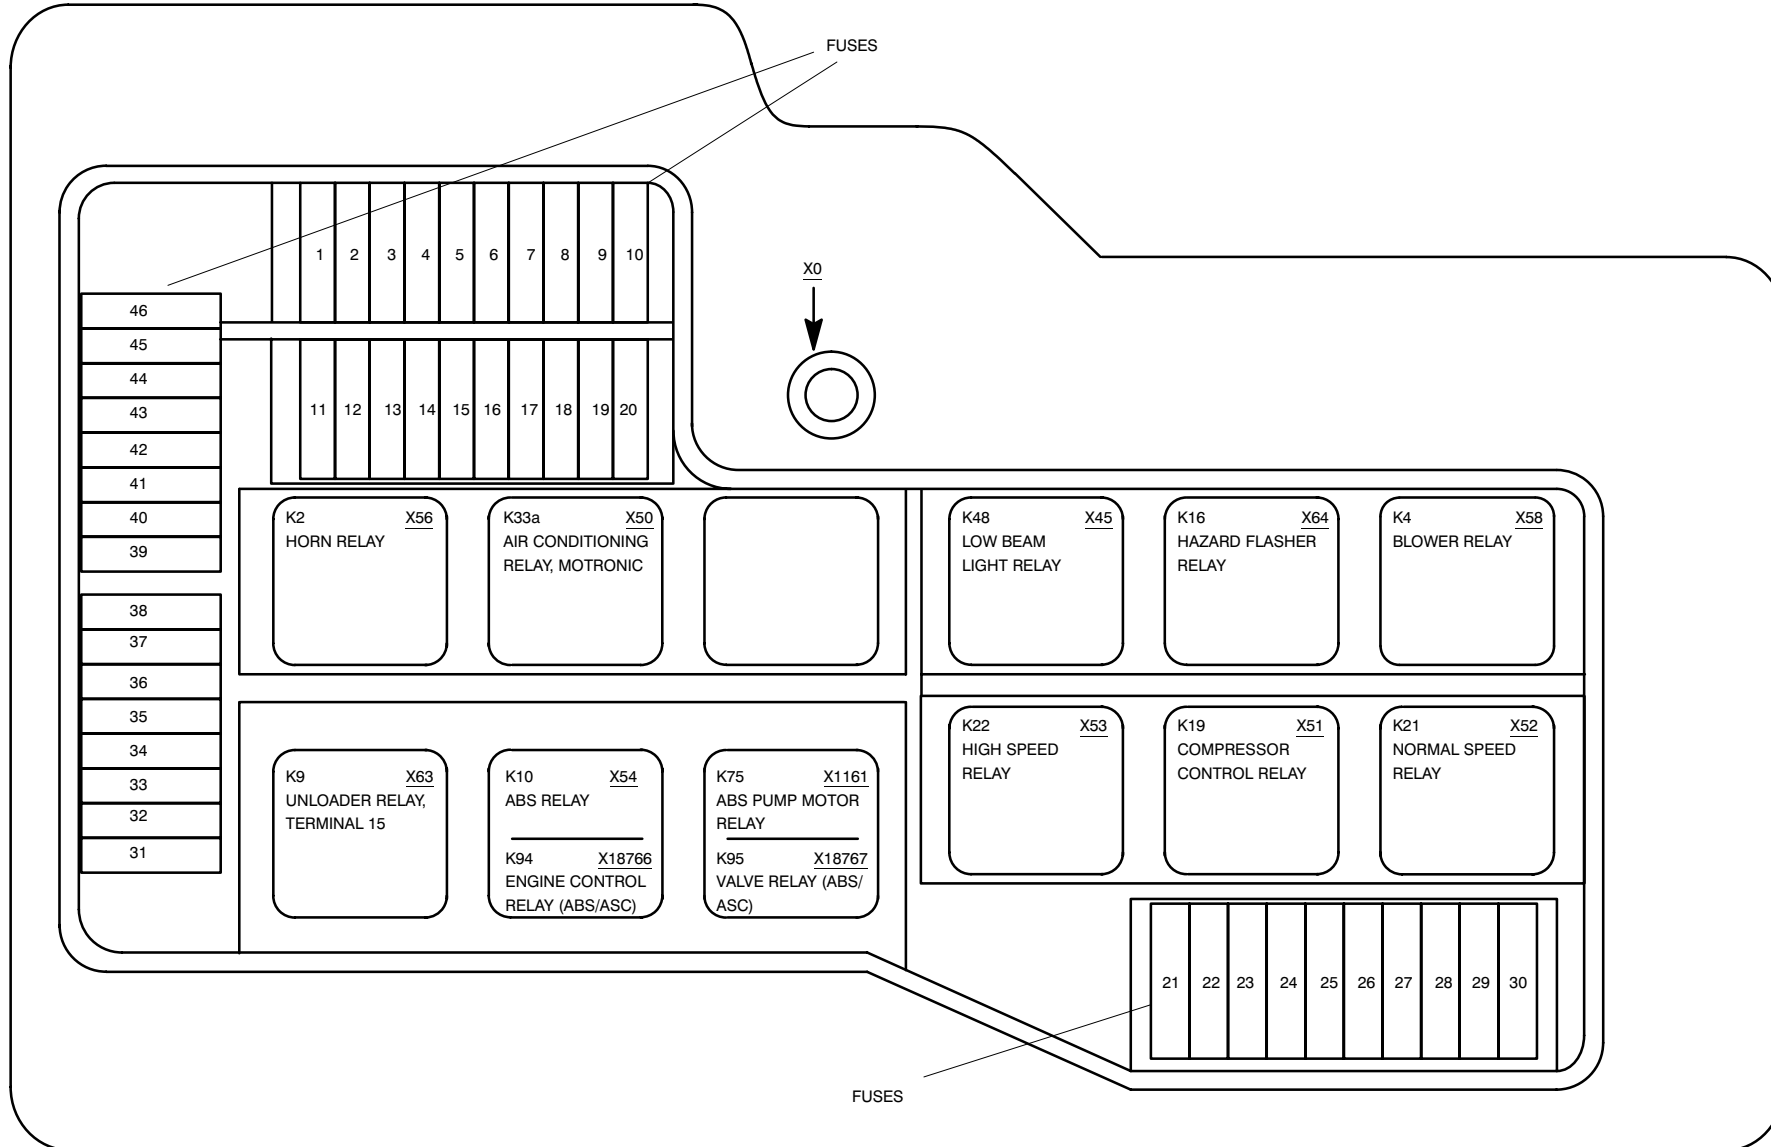 FUSES
1 2 3 4 5 6 7 8 9 10
X0
46
45
44
43
42
41
40
39
11 12 13 14 15 16 17 18 19 20
K2 X56
HORN RELAY
K33a X50
AIR CONDITIONING
RELAY, MOTRONIC
K48 X45
LOW BEAM
LIGHT RELAY
K16 X64
HAZARD FLASHER
RELAY
K4 X58
BLOWER RELAY
38
37
36
35
34
33
32
31
K9 X63
UNLOADER RELAY,
TERMINAL 15
K10 X54
ABS RELAY
K94 X18766
ENGINE CONTROL
RELAY (ABS/ASC)
K75 X1161
ABS PUMP MOTOR
RELAY
K95 X18767
VALVE RELAY (ABS/
ASC)
K22 X53
HIGH SPEED
RELAY
K19 X51
COMPRESSOR
CONTROL RELAY
K21 X52
NORMAL SPEED
RELAY
21 22 23 24 25 26 27 28 29 30
FUSES